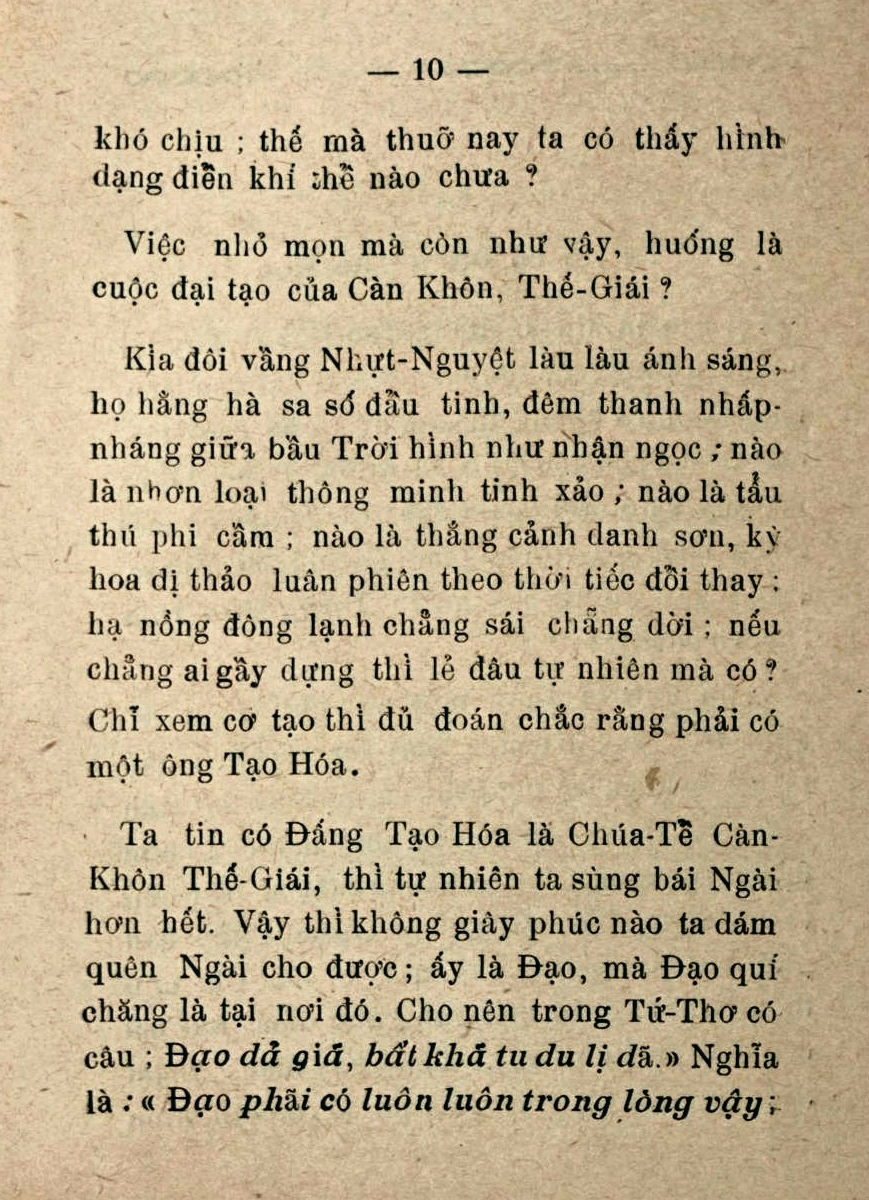 — 10 —
khó chịu ; thế mà thuở nay ta có thấy hình
dạng điển khí thể nào chưa ?
Việc nhỏ mọn mà còn như vậy, huống là
cuộc đại tạo của Càn Khôn, Thế-Giái ?
Kìa đôi vầng Nhựt-Nguyệt làu làu ánh sáng,
họ hằng hà sa số đẩu tinh, đêm thanh nhấp-
nháng giữa bầu Trời hình như nhận ngọc ; nào
là nhơn loại thông minh tinh xảo ; nào là tẩu
thú phi cầm ; nào là thắng cảnh danh sơn, kỳ
hoa dị thảo luân phiên theo thời tiếc đổi thay ;
hạ nồng đông lạnh chẳng sái chẳng dời ; nếu
chẳng ai gầy dựng thì lẻ đâu tự nhiên mà có ?
Chỉ xem cơ tạo thì đủ đoán chắc rằng phải có
một ông Tạo Hóa.
Ta tin có Đấng Tạo Hóa là Chúa-Tể Càn-
Khôn Thế-Giái, thì tự nhiên ta sùng bái Ngài
hơn hết. Vậy thì không giây phúc nào ta dám
quên Ngài cho được ; ấy là Đạo, mà Đạo quí
chăng là tại nơi đó. Cho nên trong Tứ-Thơ có
câu ; Đạo dả giả, bất khả tu du lị dã.» Nghĩa
là : « Đạo phãi có luôn luôn trong lòng vậy ;